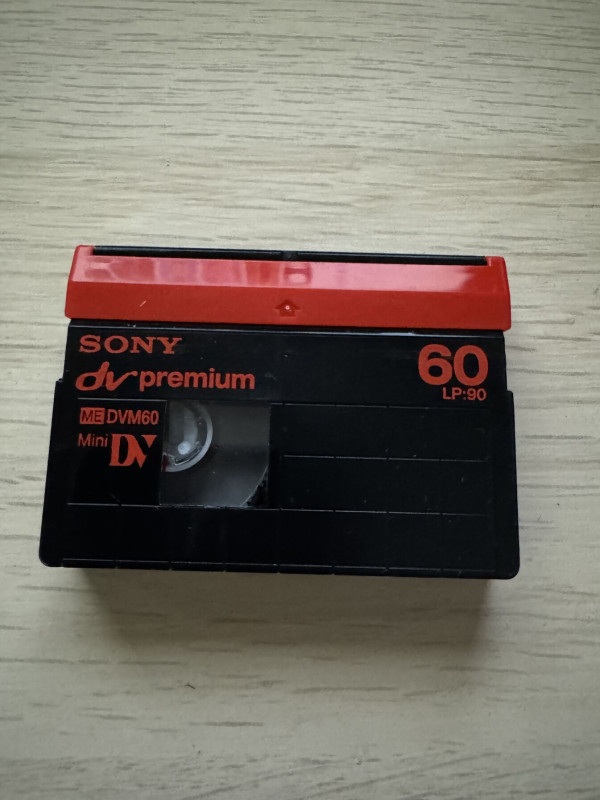 SONY
dv premium
60
LP:90
ME DVM60
Mini DV